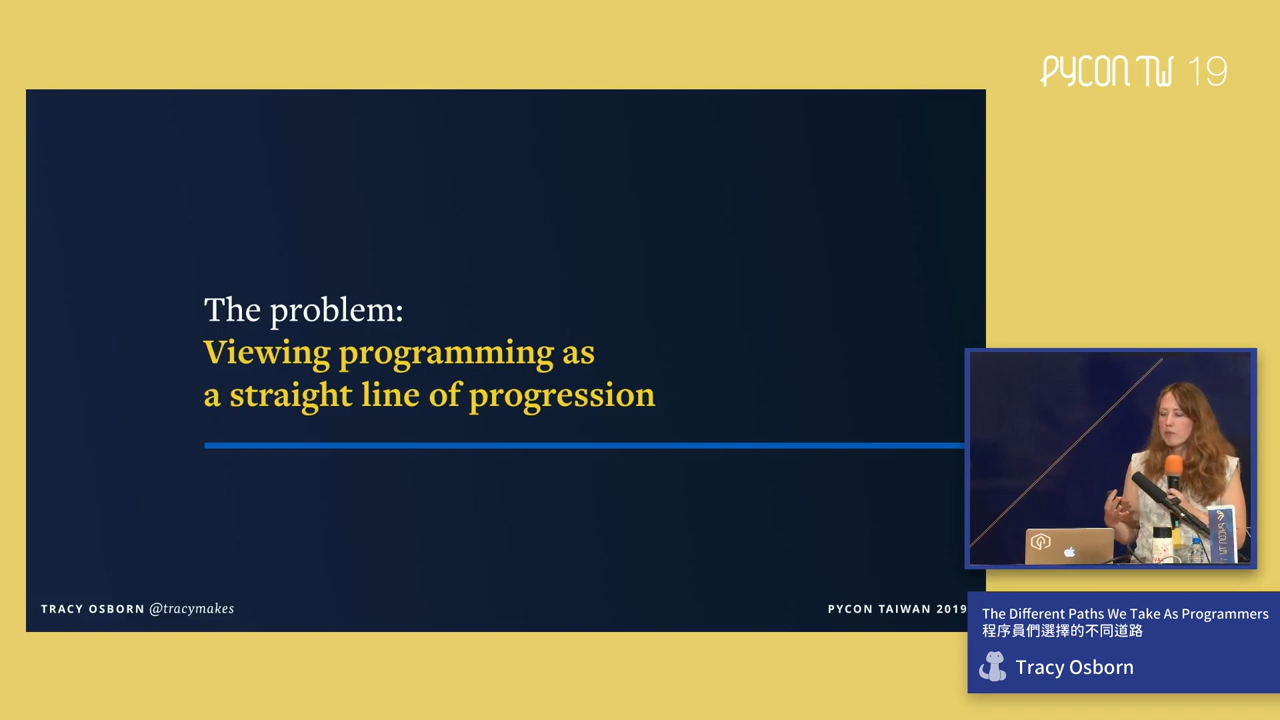 PYCON TW 19
The problem:
Viewing programming as
a straight line of progression
TRACY OSBORN @tracymakes
PYCON TAIWAN 2019
The Different Paths We Take As Programmers
程序員們選擇的不同道路
Tracy Osborn